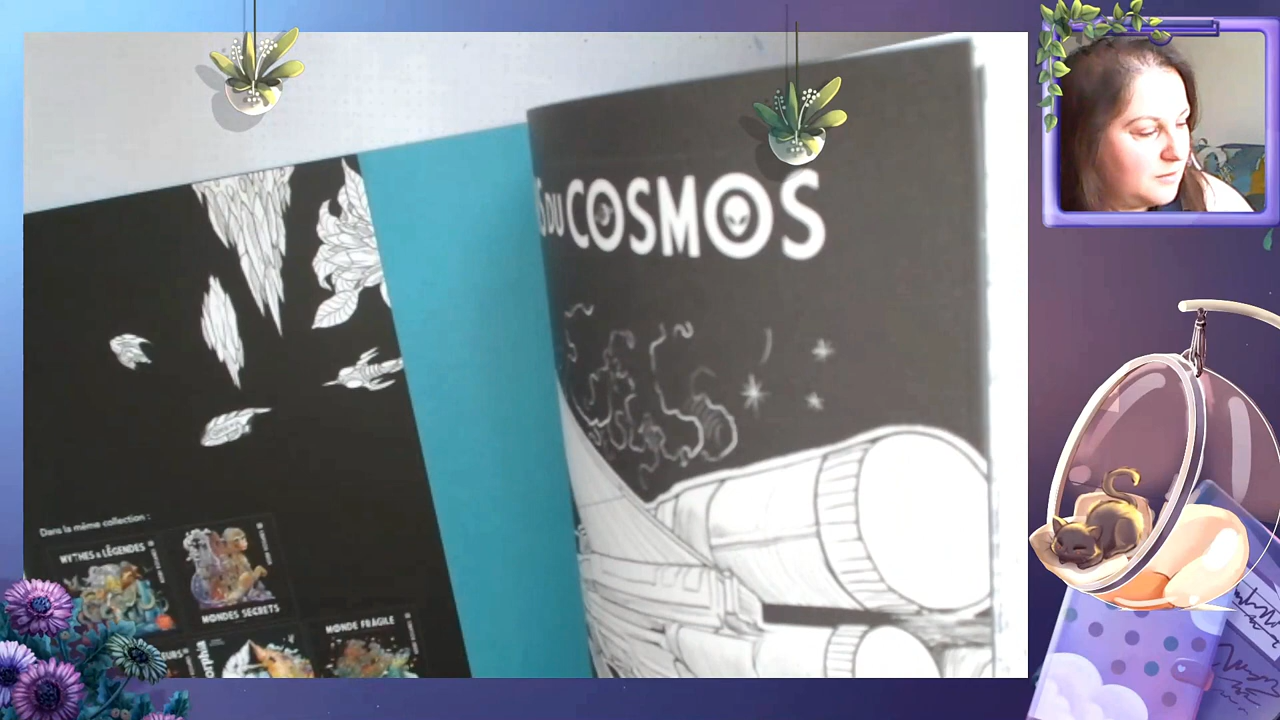 S DU COSMOS
Dans la même collection :
MYTHES & LÉGENDES
MONDES SECRETS
MONDE FRAGILE